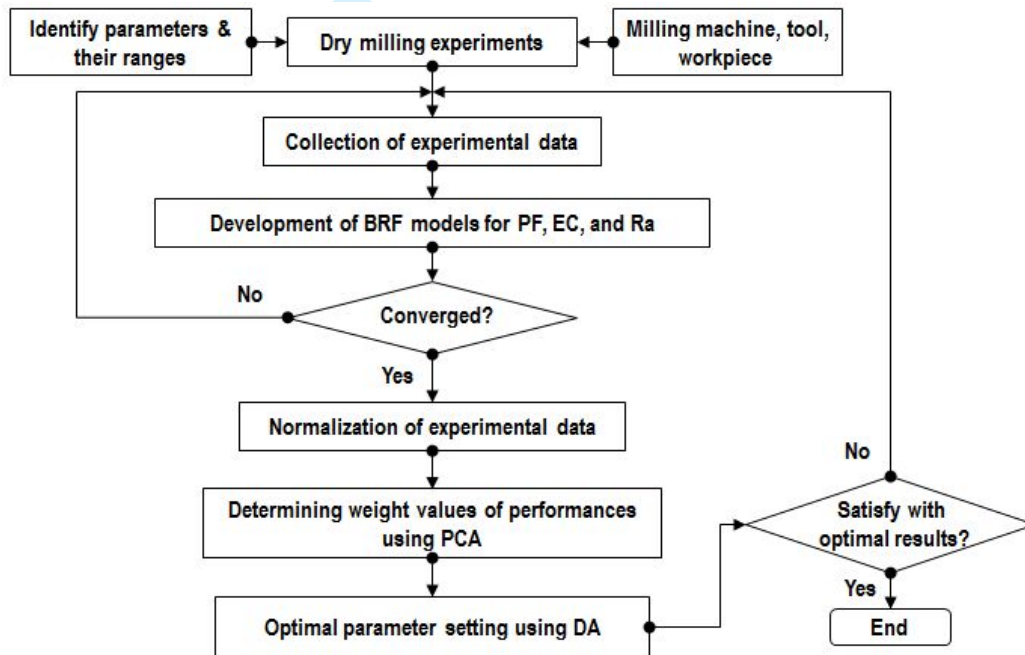 Identify parameters &
their ranges
Dry milling experiments
Milling machine, tool,
workpiece
Collection of experimental data
Development of BRF models for PF, EC, and Ra
No
Converged?
Yes
Normalization of experimental data
Determining weight values of performances
using PCA
Optimal parameter setting using DA
No
Satisfy with
optimal results?
Yes
End